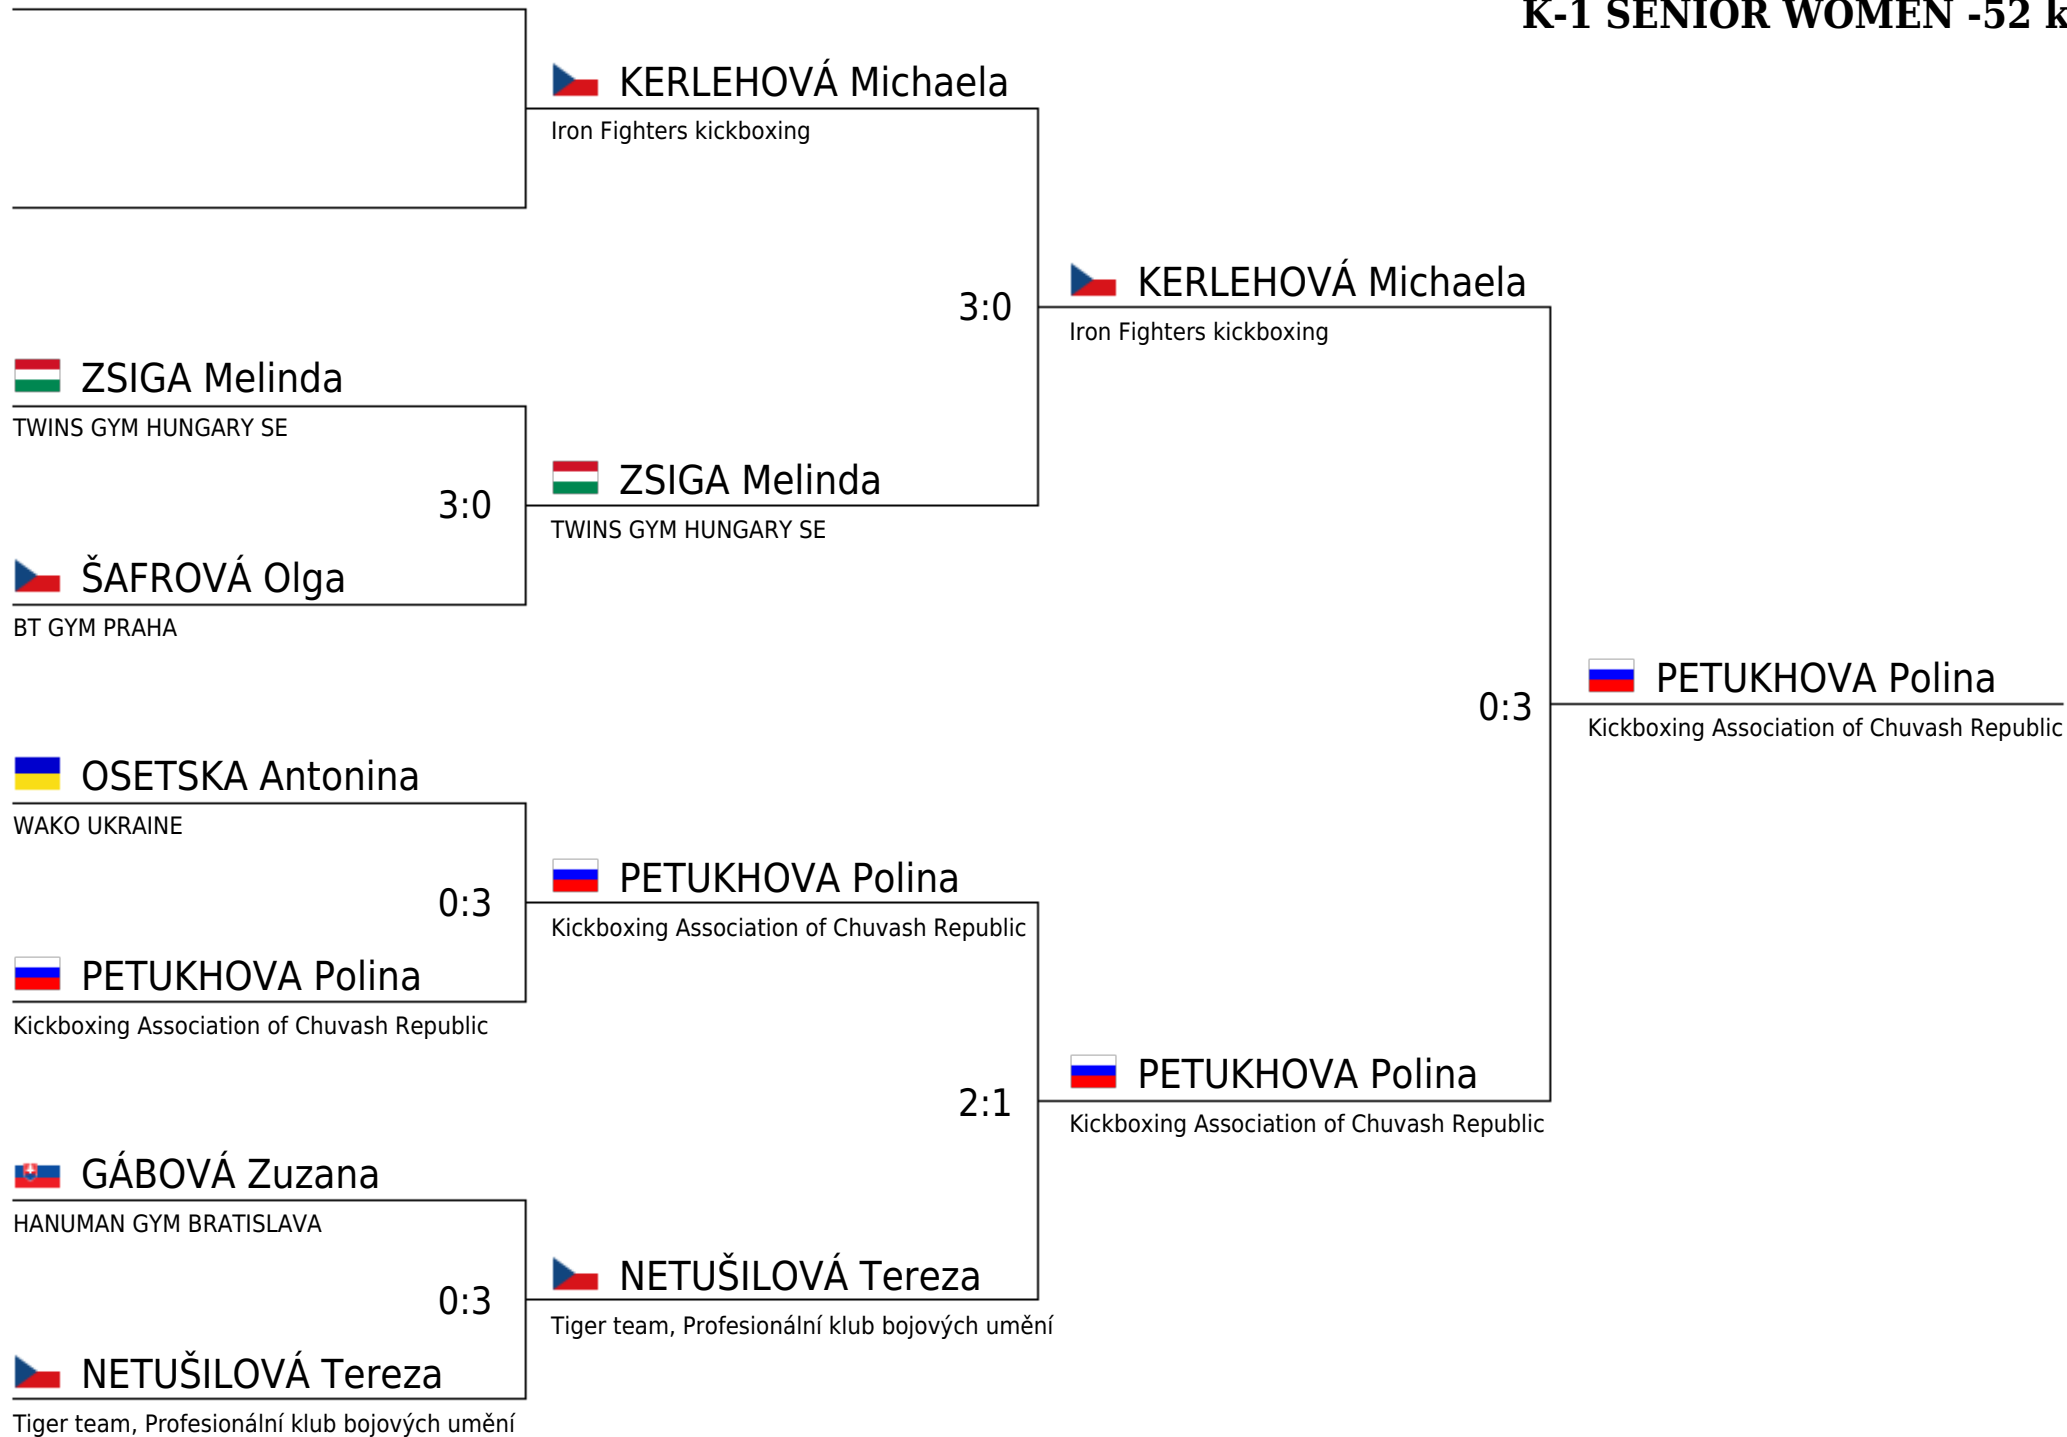 K-1 SENIOR WOMEN -52 k
KERLEHOVÁ Michaela
Iron Fighters kickboxing
3:0
KERLEHOVÁ Michaela
Iron Fighters kickboxing
ZSIGA Melinda
TWINS GYM HUNGARY SE
3:0
ZSIGA Melinda
TWINS GYM HUNGARY SE
ŠAFROVÁ Olga
BT GYM PRAHA
0:3
PETUKHOVA Polina
Kickboxing Association of Chuvash Republic
OSETSKA Antonina
WAKO UKRAINE
0:3
PETUKHOVA Polina
Kickboxing Association of Chuvash Republic
PETUKHOVA Polina
Kickboxing Association of Chuvash Republic
2:1
PETUKHOVA Polina
Kickboxing Association of Chuvash Republic
GÁBOVÁ Zuzana
HANUMAN GYM BRATISLAVA
0:3
NETUŠILOVÁ Tereza
Tiger team, Profesionální klub bojových umění
NETUŠILOVÁ Tereza
Tiger team, Profesionální klub bojových umění